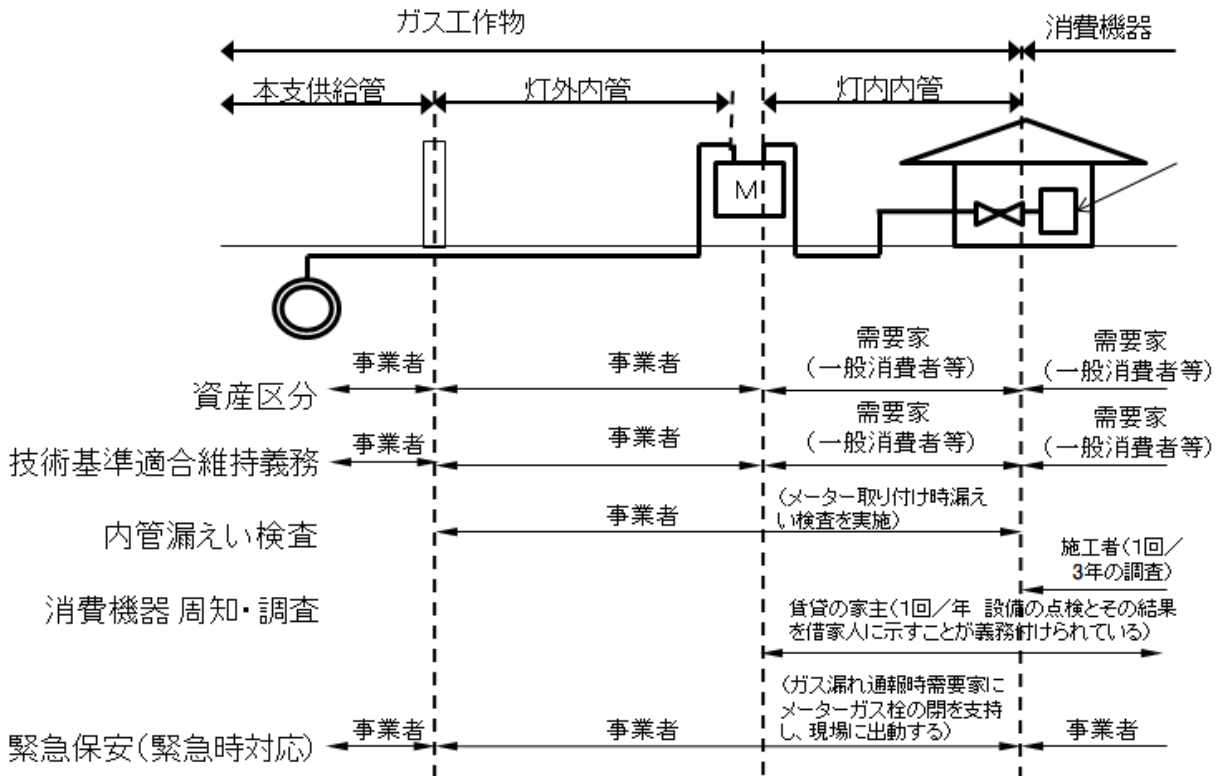 ガス工作物
消費機器
本支供給管
灯外内管
灯内内管
M
資産区分
事業者
事業者
需要家
(一般消費者等)
需要家
(一般消費者等)
技術基準適合維持義務
事業者
事業者
需要家
(一般消費者等)
需要家
(一般消費者等)
内管漏えい検査
事業者
(メーター取り付け時漏え
い検査を実施)
消費機器 周知・調査
施工者(1回/
3年の調査)
賃貸の家主(1回/年 設備の点検とその結果
を借家人に示すことが義務付けられている)
緊急保安(緊急時対応)
事業者
事業者
(ガス漏れ通報時需要家に
メーターガス栓の閉を支持
し、現場に出動する)
事業者